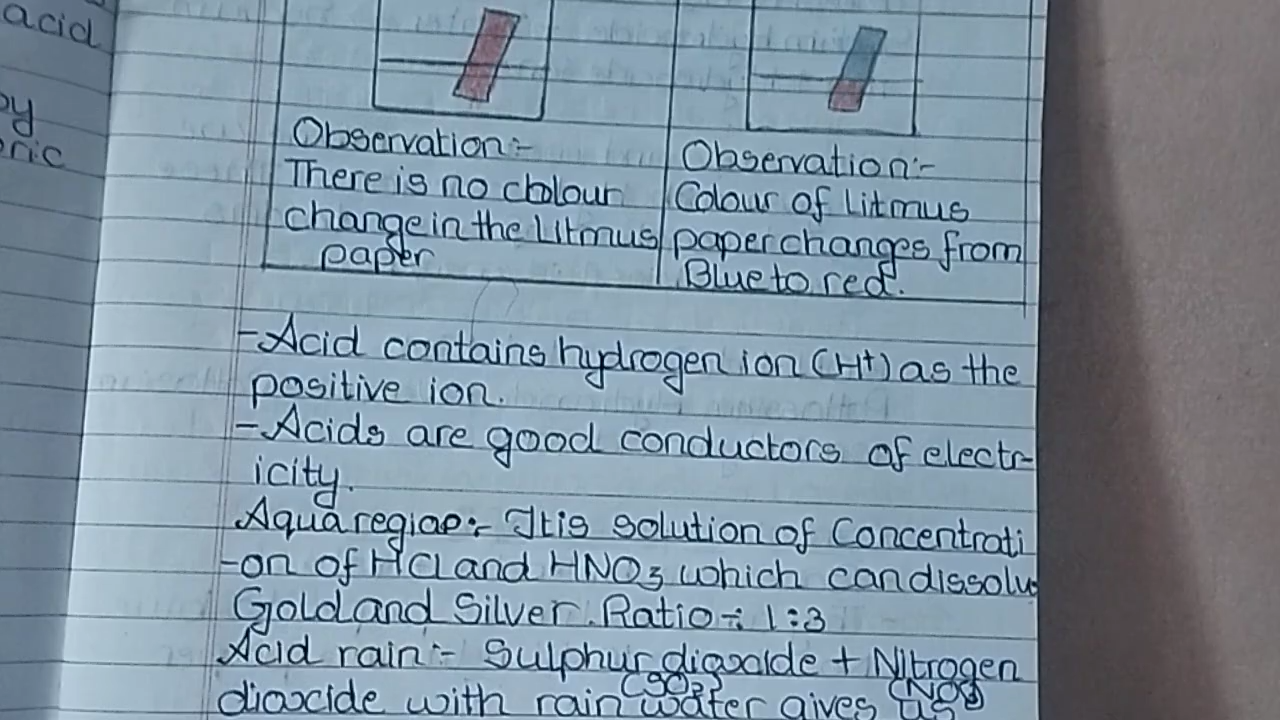 acid
by
oric
Observation:-
There is no colour
change in the Litmus
paper
Observation:-
Colour of litmus
paper changes from
Blue to red.
-Acid contains hydrogen ion (H+) as the
positive ion.
-Acids are good conductors of electr-
icity.
Aquaregiae:- It is solution of Concentrati
-on of HCl and HNO3 which can dissolve
Gold and Silver. Ratio÷ 1:3
Acid rain:- Sulphur dioxide + Nitrogen
(SO2) (NO2)
dioxide with rain water gives us